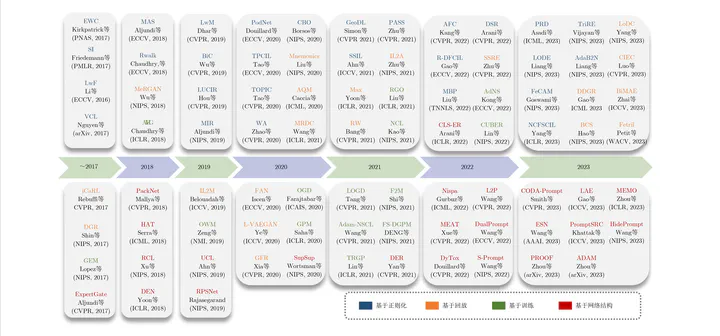 EWC
Kirkpatrick等
(PNAS, 2017)
SI
Friedemann等
(PMLR, 2017)
LwF
Li等
(ECCV, 2016)
VCL
Nguyen等
(arXiv, 2017)
MAS
Aljundi等
(ECCV, 2018)
Rwalk
Chaudhry, 等
(ECCV, 2018)
MeRGAN
Wu等
(NIPS, 2018)
Chaudhry等
(ICLR, 2018)
LwM
Dhar等
(CVPR, 2019)
BiC
Wu等
(CVPR, 2019)
LUCIR
Hou等
(CVPR, 2019)
MIR
Aljundi等
(NIPS, 2019)
PodNet
Douillard等
(ECCV, 2020)
TPCIL
Tao等
(ECCV, 2020)
TOPIC
Tao等
(CVPR, 2020)
WA
Zhao等
(CVPR, 2020)
CBO
Borsos等
(NIPS, 2020)
Mnemonics
Liu等
(NIPS, 2020)
AQM
Caccia等
(ICML, 2020)
MBDC
Wang等
(ICLR, 2021)
GeoDL
Simon等
(CVPR, 2021)
SSIL
Ahn等
(ICCV, 2021)
Mox
Yoon等
(ICLR, 2021)
RW
Bang等
(CVPR, 2021)
PASS
Zhu等
(CVPR, 2021)
IL2A
Zhu等
(NIPS, 2021)
RGO
Liu等
(ICLR, 2021)
NCL
Kao等
(NIPS, 2021)
AFC
Kang等
(CVPR, 2022)
R-DFCIL
Gao等
(ECCV, 2022)
MBP
Liu等
(TNNLS, 2022)
CLS-ER
Arani等
(ICLR, 2022)
DSR
Arani等
(CVPR, 2022)
SSRE
Zhu等
(CVPR, 2022)
AdNS
Kong等
(ECCV, 2022)
CUBER
Lin等
(NIPS, 2022)
PRD
Asadi等
(ICML, 2023)
LODE
Liang等
(NIPS, 2023)
FeCAM
Goswami等
(NIPS, 2023)
NCFSCIL
Yang等
(ICLR, 2023)
TriRE
Vijayan等
(NIPS, 2023)
AdaB2N
Liang等
(NIPS, 2023)
DDGR
Gao等
(ICML, 2023)
BCS
Hao等
(NIPS, 2023)
LoDC
Yang等
(NIPS, 2023)
CIEC
Luo等
(CVPR, 2023)
BiMAE
Zhai等
(ICCV, 2023)
Fetril
Petit等
(WACV, 2023)
～2017
2018
2019
2020
2021
2022
2023
iCaRL
Rebuffi等
(CVPR, 2017)
DGR
Shin等
(NIPS, 2017)
GEM
Lopez等
(NIPS, 2017)
ExpertGate
Aljundi等
(CVPR, 2017)
PackNet
Mallya等
(CVPR, 2018)
HAT
Serra等
(ICML, 2018)
RCL
Xu等
(NIPS, 2018)
DEN
Yoon等
(ICLR, 2018)
IL2M
Belouadah等
(ICCV, 2019)
OWM
Zeng等
(NMI, 2019)
UCL
Ahn等
(NIPS, 2019)
RPSNet
Rajasegarand
(NIPS, 2019)
FAN
Iscen等
(ECCV, 2020)
L-VAEGAN
Ye等
(ECCV, 2020)
GFR
Xia等
(CVPR, 2020)
OGD
Farajtabar等
(ICAIS, 2020)
GPM
Saha等
(ICLR, 2020)
SupSup
Wortsman等
(NIPS, 2020)
LOGD
Tang等
(CVPR, 2021)
Adam-NSCL
Wang等
(CVPR, 2021)
TRGP
Lin等
(ICLR, 2021)
F2M
Shi等
(NIPS, 2021)
FS-DGPM
DENG等
(NIPS, 2021)
DER
Yan等
(CVPR, 2021)
Nispa
Gurbuz等
(ICML, 2022)
MEAT
Xue等
(CVPR, 2022)
DyTox
Douillard等
(CVPR, 2022)
L2P
Wang等
(CVPR, 2022)
DualPrompt
Wang等
(ECCV, 2022)
S-Prompt
Wang等
(NIPS, 2022)
CODA-Prompt
Smith等
(CVPR, 2023)
ESN
Wang等
(AAAI, 2023)
PROOF
Zhou等
(arXiv, 2023)
LAE
Gao等
(ICCV, 2023)
PromptSRC
Khattak等
(ICCV, 2023)
ADAM
Zhou等
(arXiv, 2023)
MEMO
Zhou等
(ICLR, 2023)
HidePrompt
Wang等
(NIPS, 2023)
基于正则化
基于回放
基于训练
基于网络结构